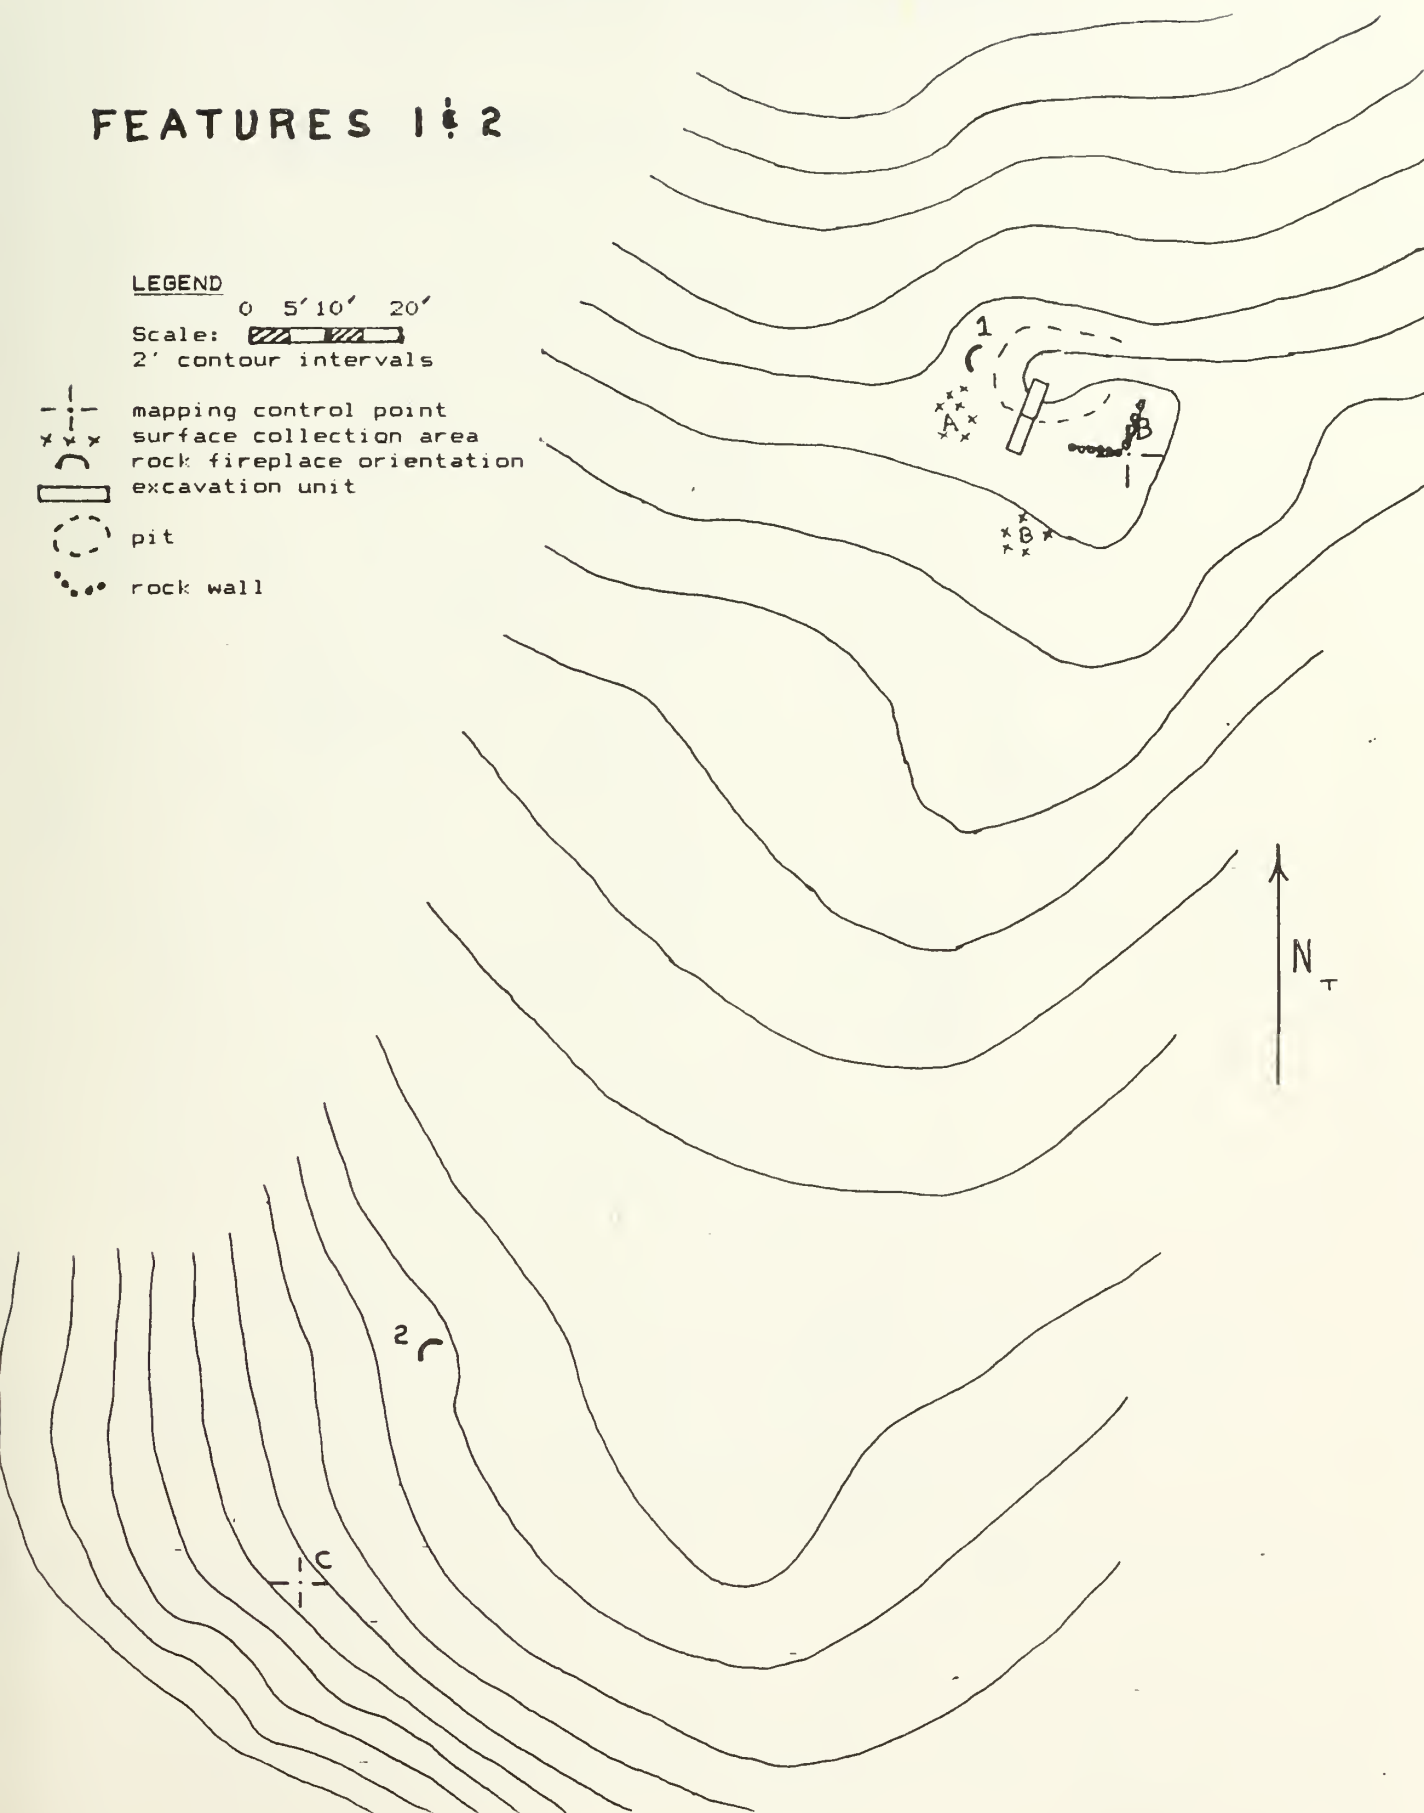 FEATURES 1 & 2
LEGEND
0 5' 10' 20'
Scale:
2' contour intervals
mapping control point
surface collection area
rock fireplace orientation
excavation unit
pit
rock wall
1
A
B
B
N T
2
C